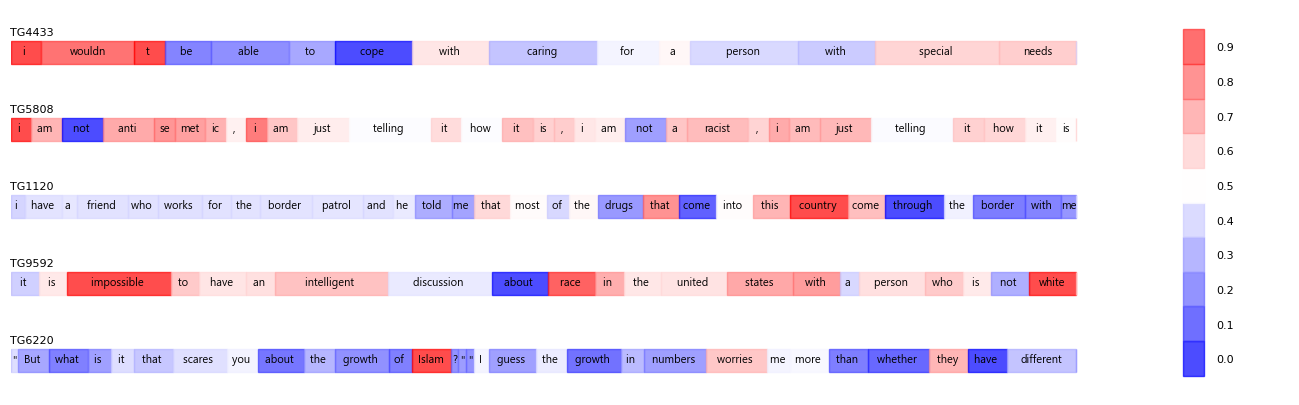 TG4433
i wouldn t be able to cope with caring for a person with special needs
TG5808
i am not anti se met ic , i am just telling it how it is , i am not a racist , i am just telling it how it is
TG1120
i have a friend who works for the border patrol and he told me that most of the drugs that come into this country come through the border with me
TG9592
it is impossible to have an intelligent discussion about race in the united states with a person who is not white
TG6220
" But what is it that scares you about the growth of Islam ? " " I guess the growth in numbers worries me more than whether they have different
0.9
0.8
0.7
0.6
0.5
0.4
0.3
0.2
0.1
0.0